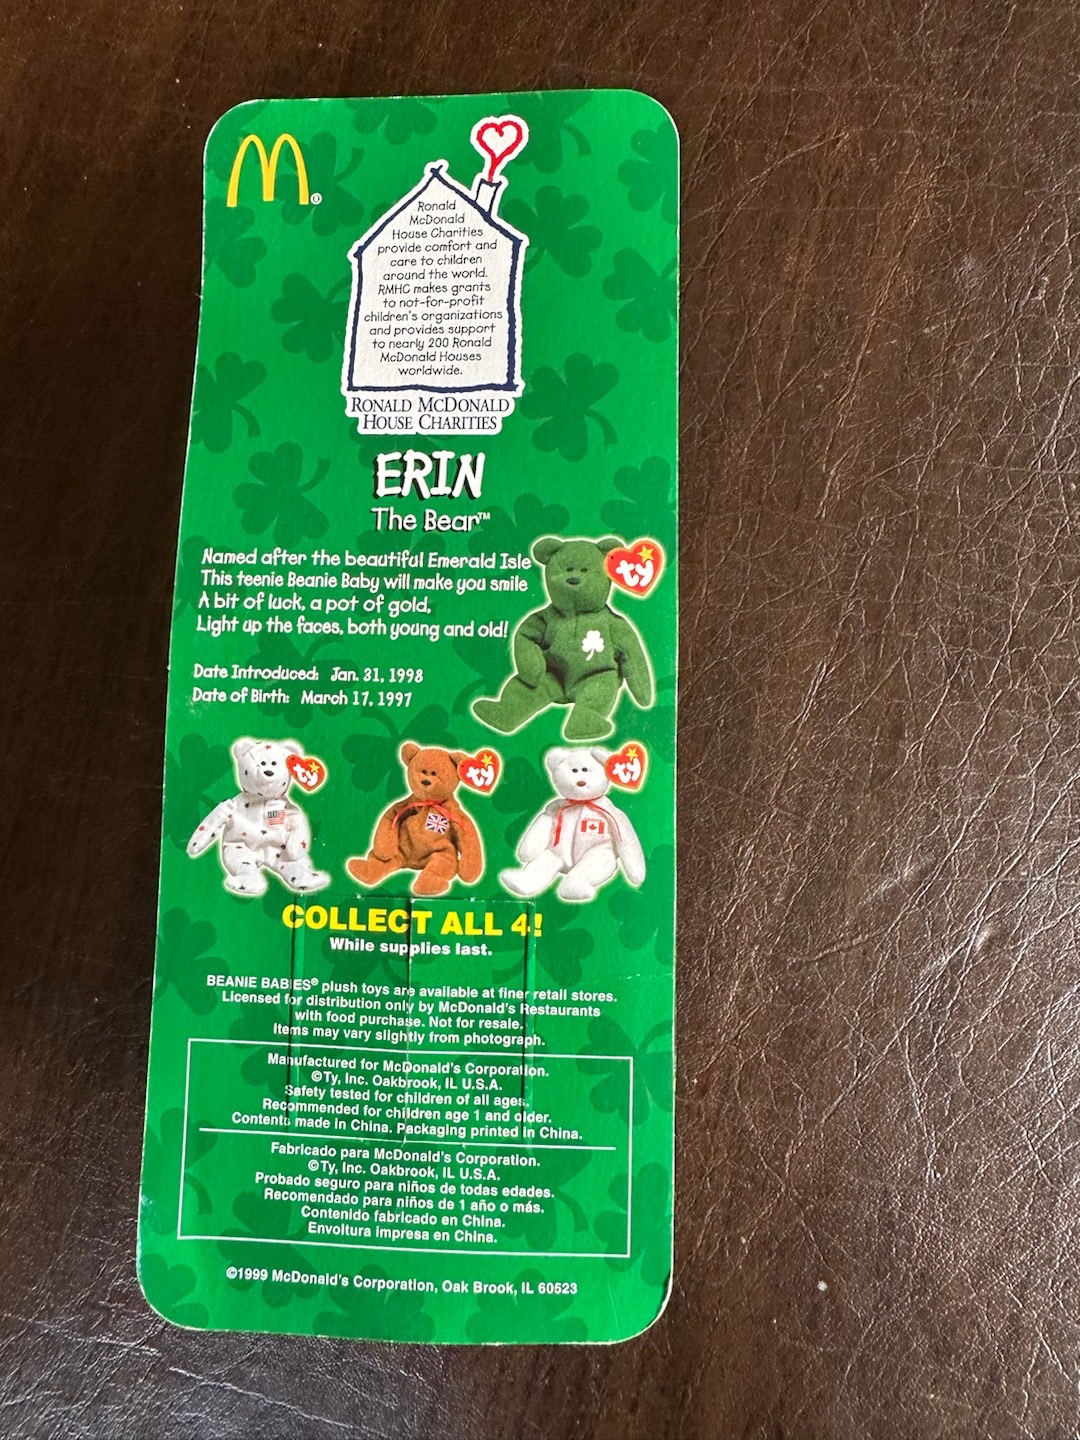 M®
Ronald
McDonald
House Charities
provide comfort and
care to children
around the world.
RMHC makes grants
to not-for-profit
children's organizations
and provides support
to nearly 200 Ronald
McDonald Houses
worldwide.
RONALD MCDONALD
HOUSE CHARITIES
ERIN
The Bear™
Named after the beautiful Emerald Isle
This teenie Beanie Baby will make you smile
A bit of luck, a pot of gold,
Light up the faces, both young and old!
ty
Date Introduced: Jan. 31, 1998
Date of Birth: March 17, 1997
ty
ty
ty
COLLECT ALL 4!
While supplies last.
BEANIE BABIES® plush toys are available at finer retail stores.
Licensed for distribution only by McDonald's Restaurants
with food purchase. Not for resale.
Items may vary slightly from photograph.
Manufactured for McDonald's Corporation.
©Ty, Inc. Oakbrook, IL U.S.A.
Safety tested for children of all ages.
Recommended for children age 1 and older.
Contents made in China. Packaging printed in China.
Fabricado para McDonald's Corporation.
©Ty, Inc. Oakbrook, IL U.S.A.
Probado seguro para niños de todas edades.
Recomendado para niños de 1 año o más.
Contenido fabricado en China.
Envoltura impresa en China.
©1999 McDonald's Corporation, Oak Brook, IL 60523